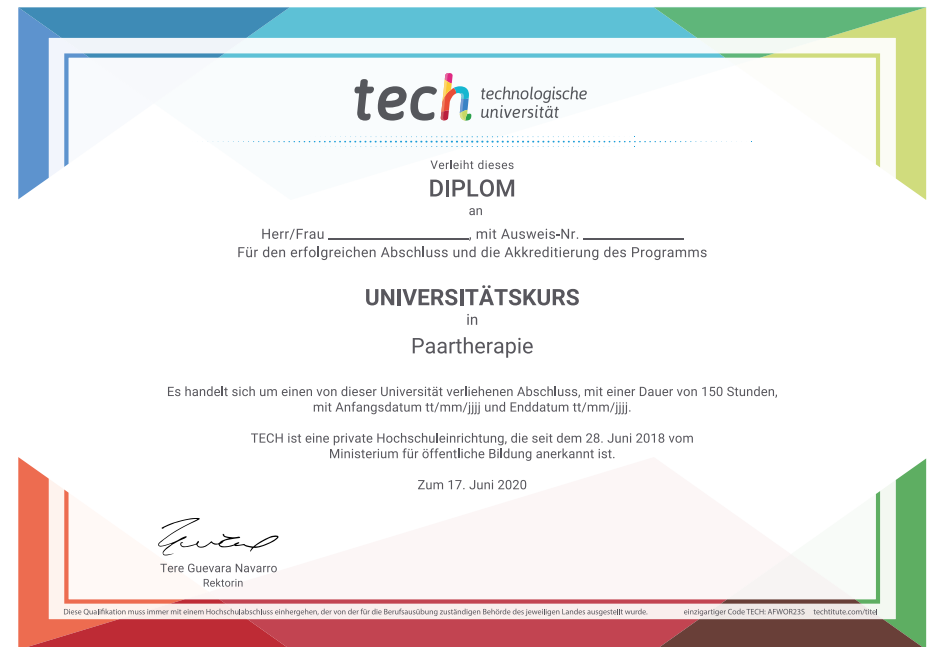 tech technologische
universität
Verleiht dieses
DIPLOM
an
Herr/Frau ____________________, mit Ausweis-Nr. ______________
Für den erfolgreichen Abschluss und die Akkreditierung des Programms
UNIVERSITÄTSKURS
in
Paartherapie
Es handelt sich um einen von dieser Universität verliehenen Abschluss, mit einer Dauer von 150 Stunden,
mit Anfangsdatum tt/mm/jjjj und Enddatum tt/mm/jjjj.
TECH ist eine private Hochschuleinrichtung, die seit dem 28. Juni 2018 vom
Ministerium für öffentliche Bildung anerkannt ist.
Zum 17. Juni 2020
Tere Guevara Navarro
Rektorin
Diese Qualifikation muss immer mit einem Hochschulabschluss einhergehen, der von der für die Berufsausübung zuständigen Behörde des jeweiligen Landes ausgestellt wurde. einzigartiger Code TECH: AFWOR23S techtitute.com/titel